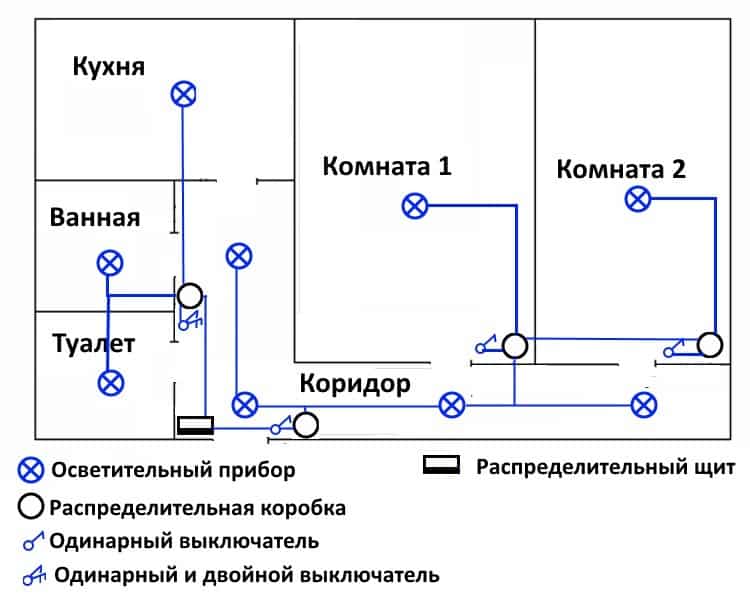 Кухня
Комната 1
Комната 2
Ванная
Туалет
Коридор
Осветительный прибор
Распределительный щит
Распределительная коробка
Одинарный выключатель
Одинарный и двойной выключатель